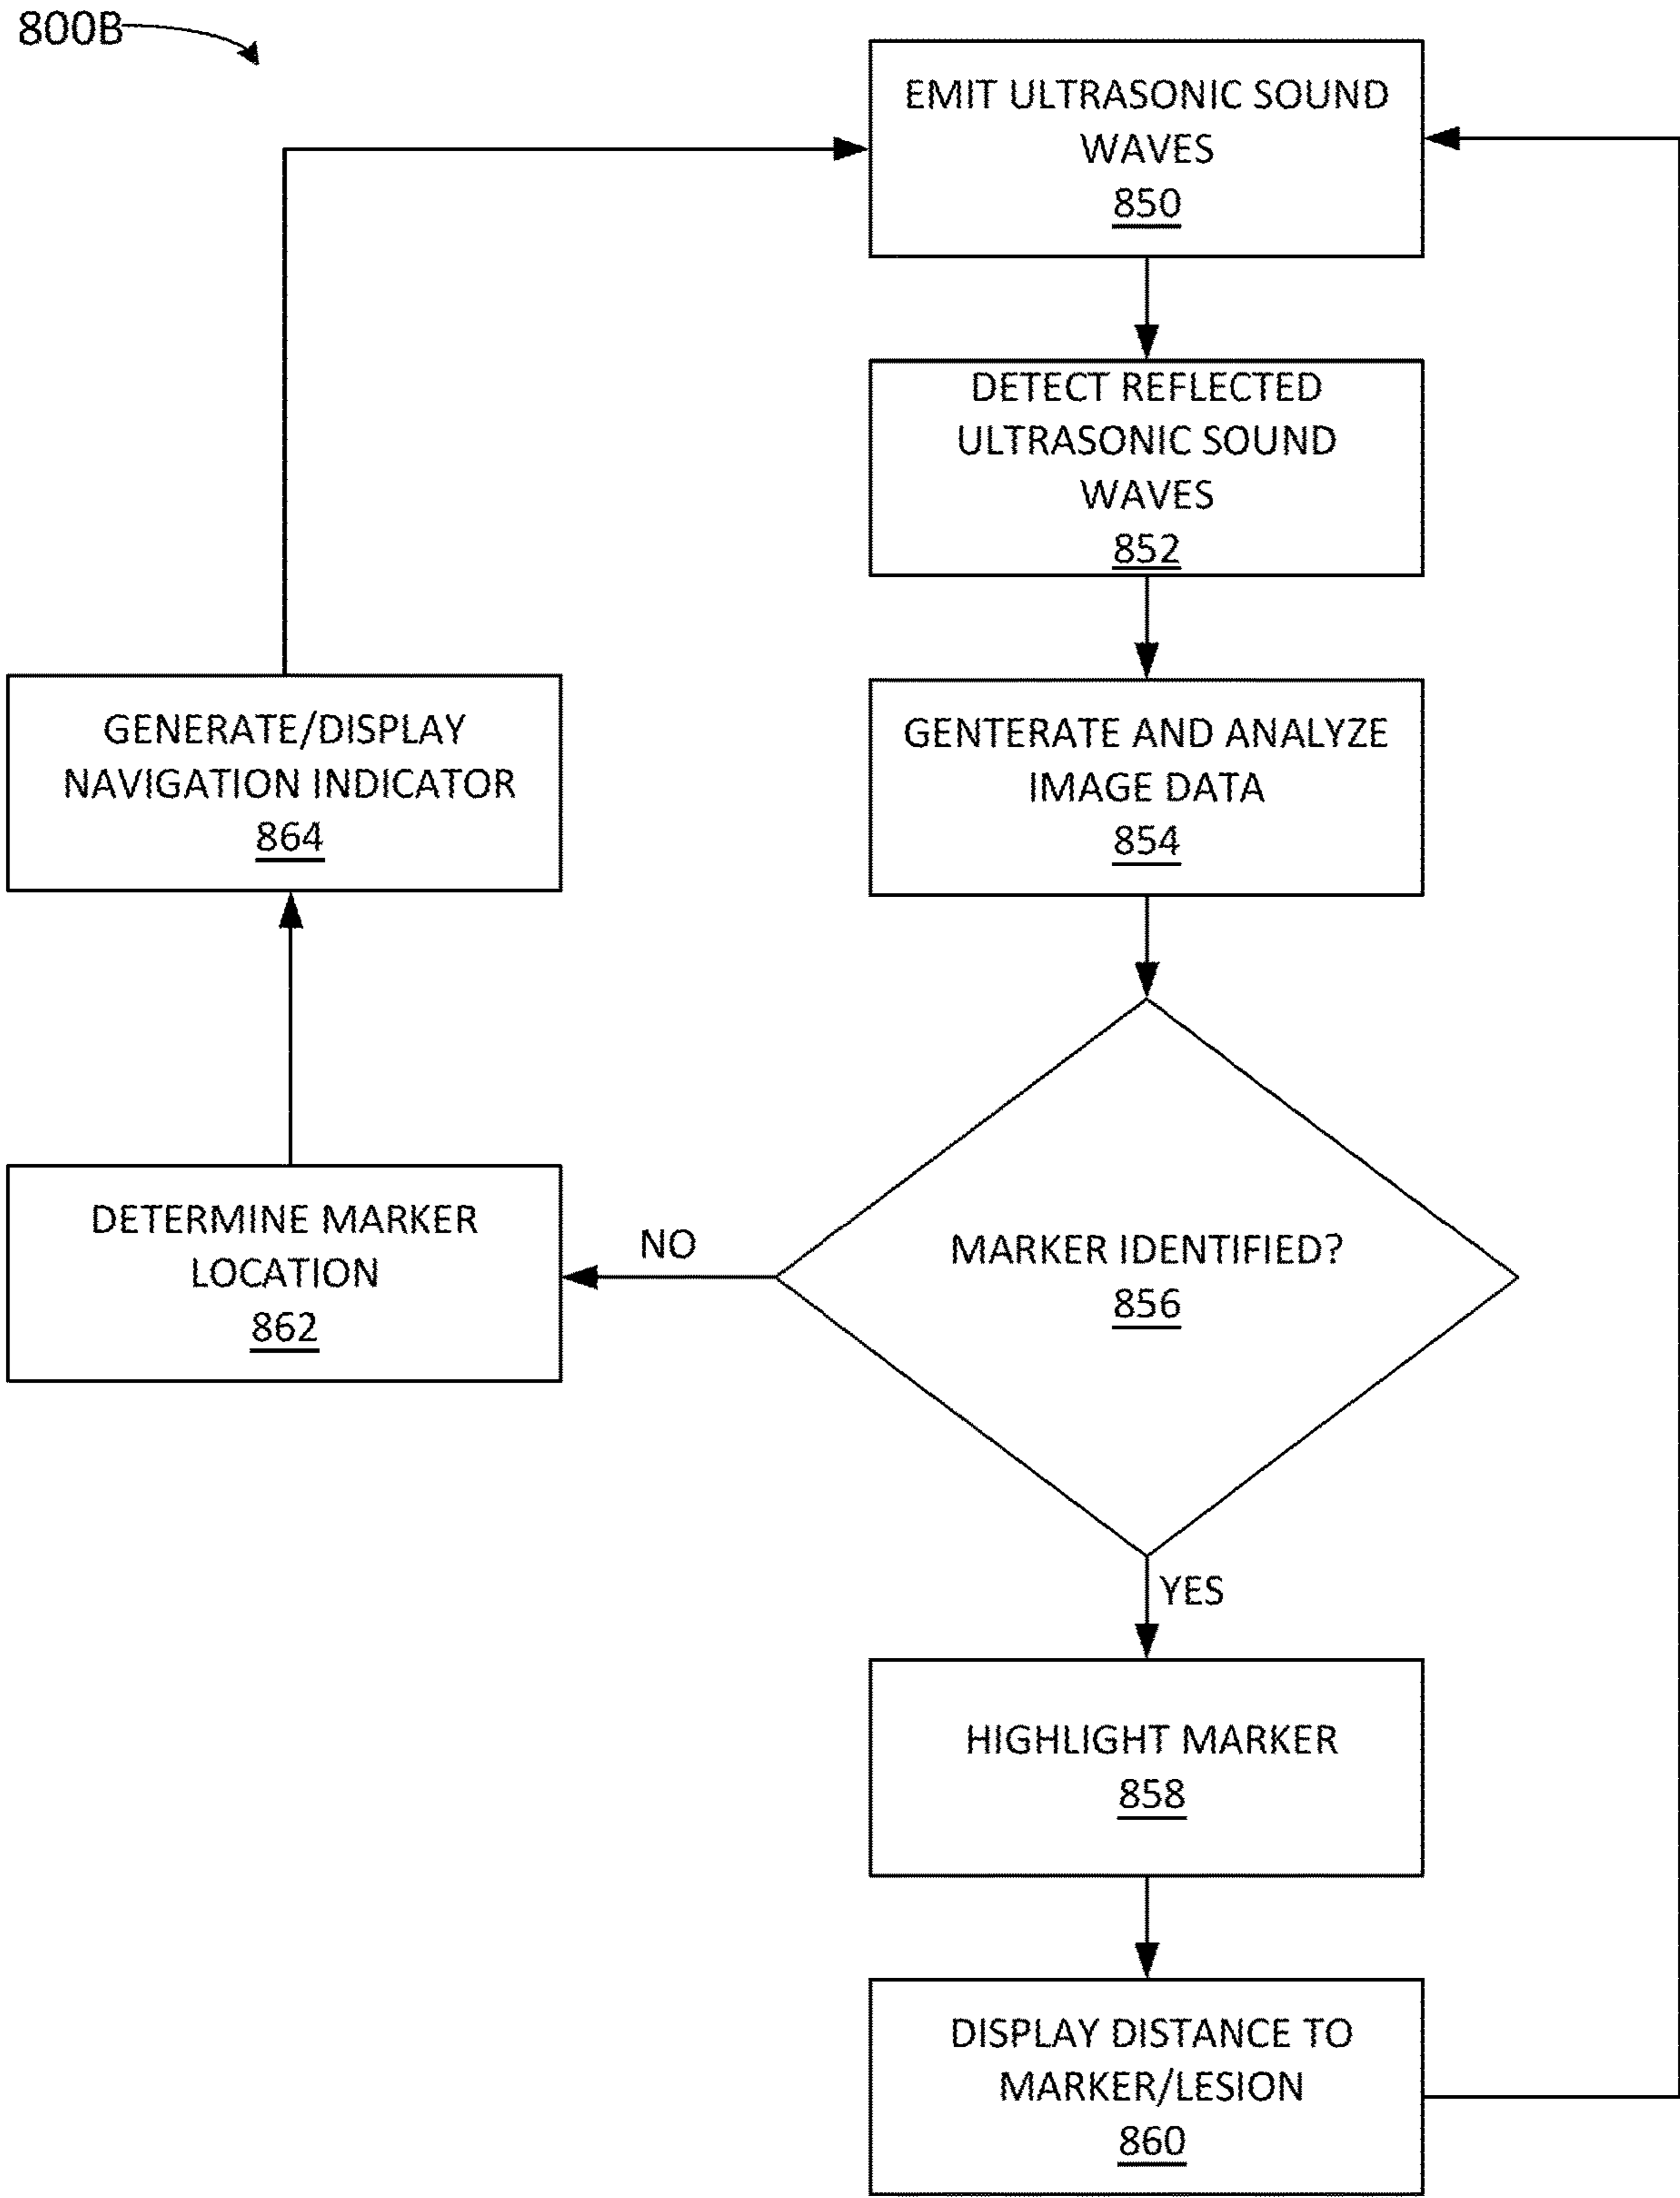 800B
EMIT ULTRASONIC SOUND
WAVES
850
DETECT REFLECTED
ULTRASONIC SOUND
WAVES
852
GENERATE/DISPLAY
NAVIGATION INDICATOR
864
GENTERATE AND ANALYZE
IMAGE DATA
854
DETERMINE MARKER
LOCATION
862
NO
MARKER IDENTIFIED?
856
YES
HIGHLIGHT MARKER
858
DISPLAY DISTANCE TO
MARKER/LESION
860